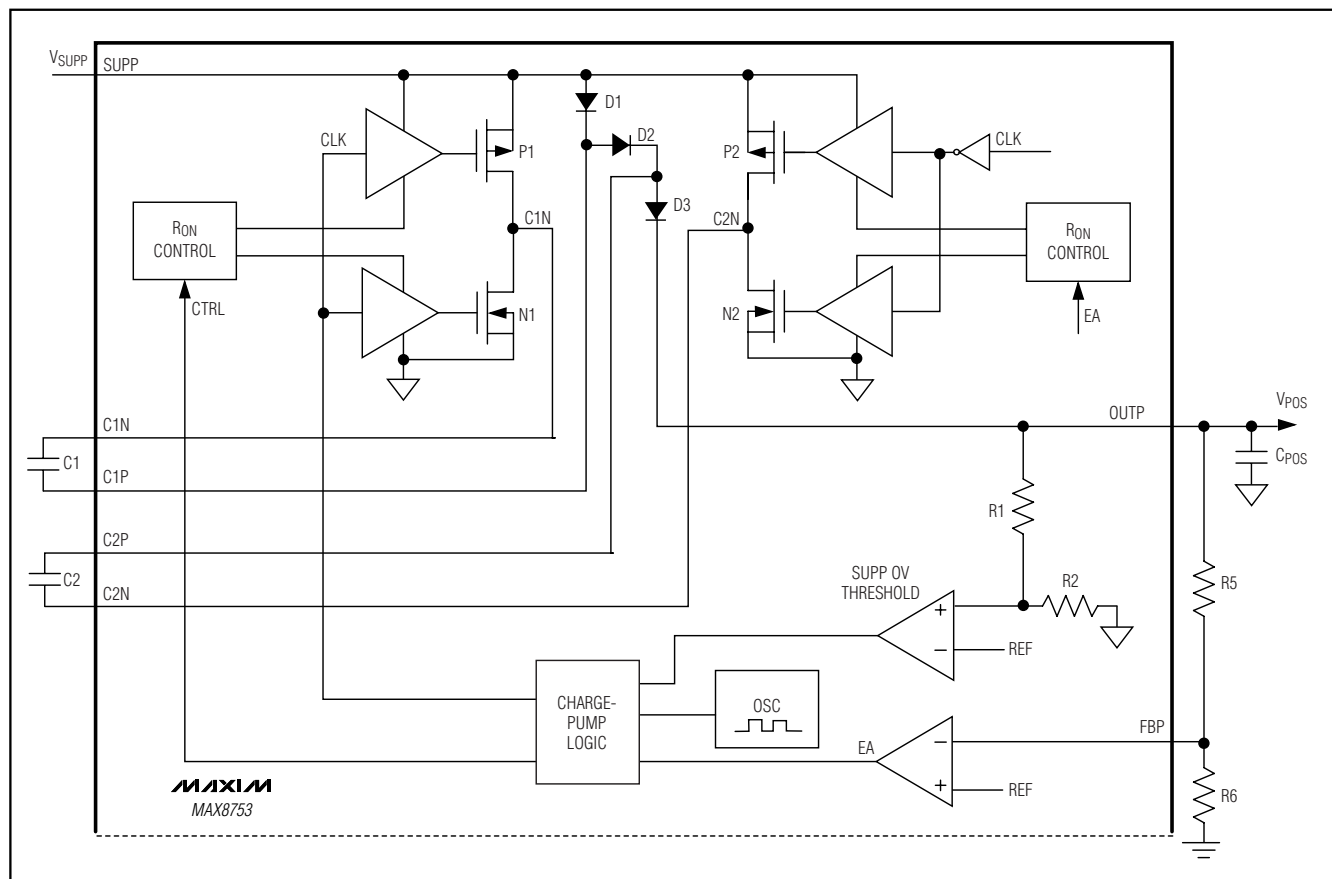 VSUPP
SUPP
D1
CLK
D2
P1
P2
CLK
D3
C1N
C2N
RON
CONTROL
RON
CONTROL
CTRL
N1
N2
EA
C1N
OUTP
VPOS
C1
C1P
CPOS
R1
C2P
SUPP OV
THRESHOLD
R2
R5
C2
C2N
+
−
REF
CHARGE-
PUMP
LOGIC
OSC
FBP
EA
−
+
REF
R6
MAXIM
MAX8753